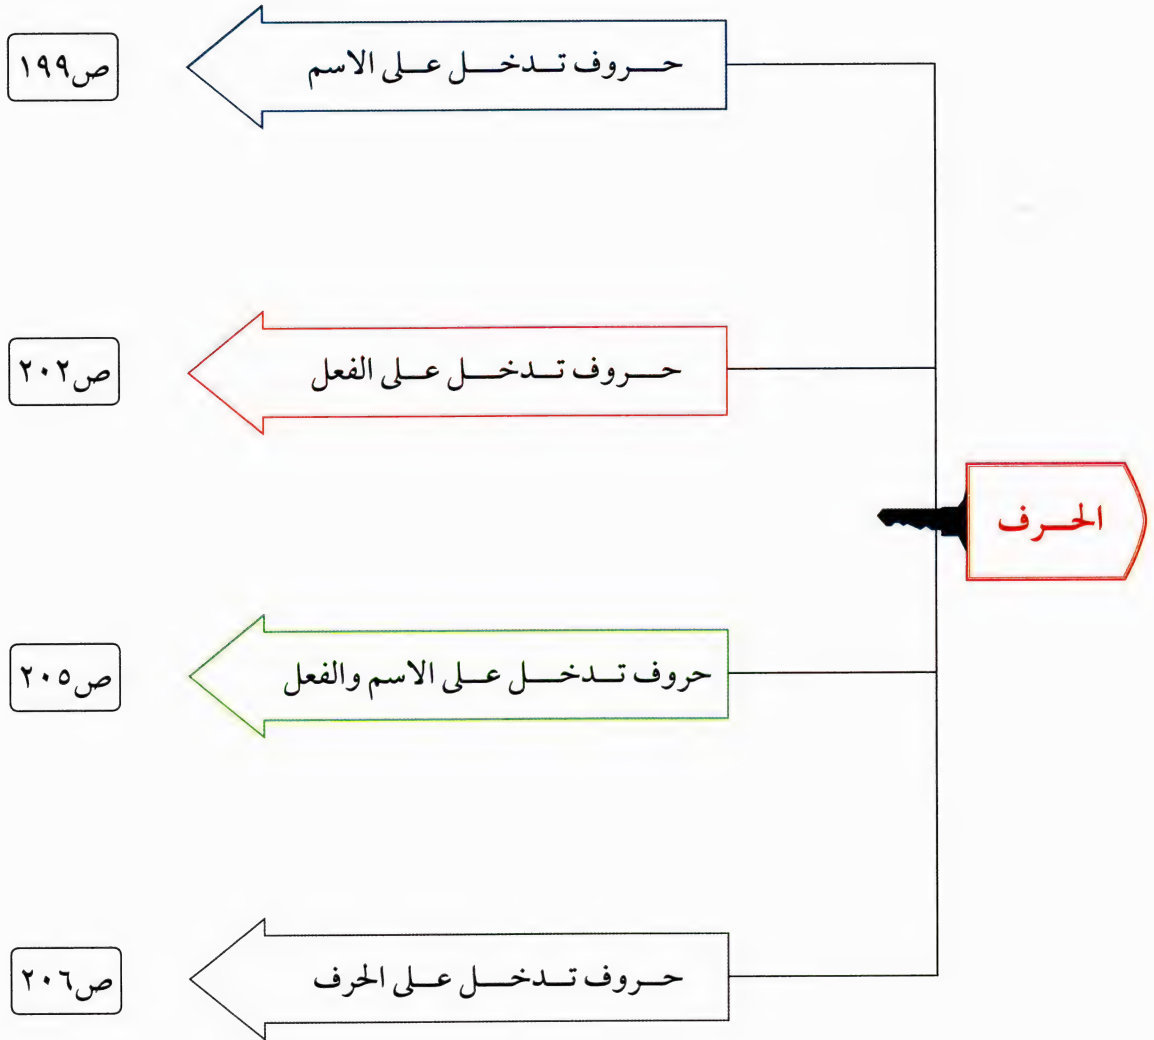 الحرف
حروف تدخل على الاسم
ص١٩٩
حروف تدخل على الفعل
ص٢٠٢
حروف تدخل على الاسم والفعل
ص٢٠٥
حروف تدخل على الحرف
ص٢٠٦